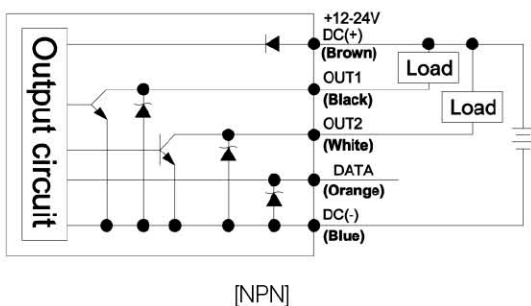 Output circuit
+12-24V
DC(+)
(Brown)
Load
OUT1
(Black)
Load
OUT2
(White)
DATA
(Orange)
DC(-)
(Blue)
[NPN]